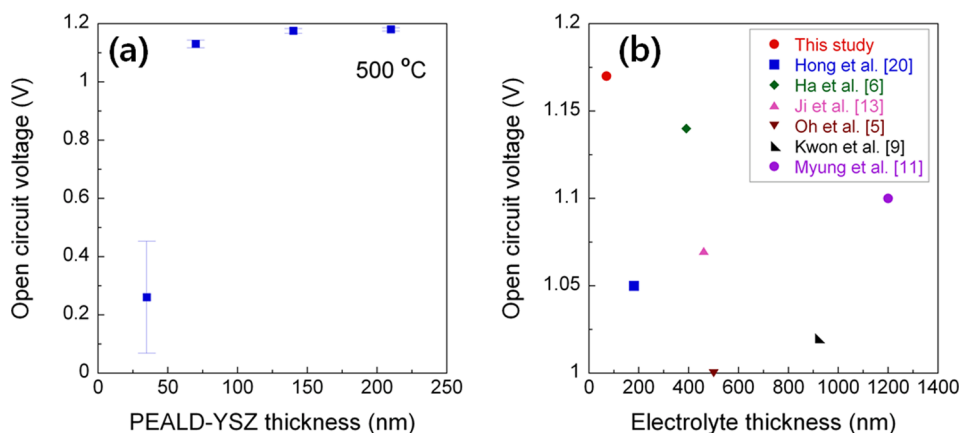 (a)
500 °C
Open circuit voltage (V)
1.2
1
0.8
0.6
0.4
0.2
0
0
50
100
150
200
250
PEALD-YSZ thickness (nm)
(b)
This study
Hong et al. [20]
Ha et al. [6]
Ji et al. [13]
Oh et al. [5]
Kwon et al. [9]
Myung et al. [11]
Open circuit voltage (V)
1.2
1.15
1.1
1.05
1
0
200
400
600
800
1000
1200
1400
Electrolyte thickness (nm)